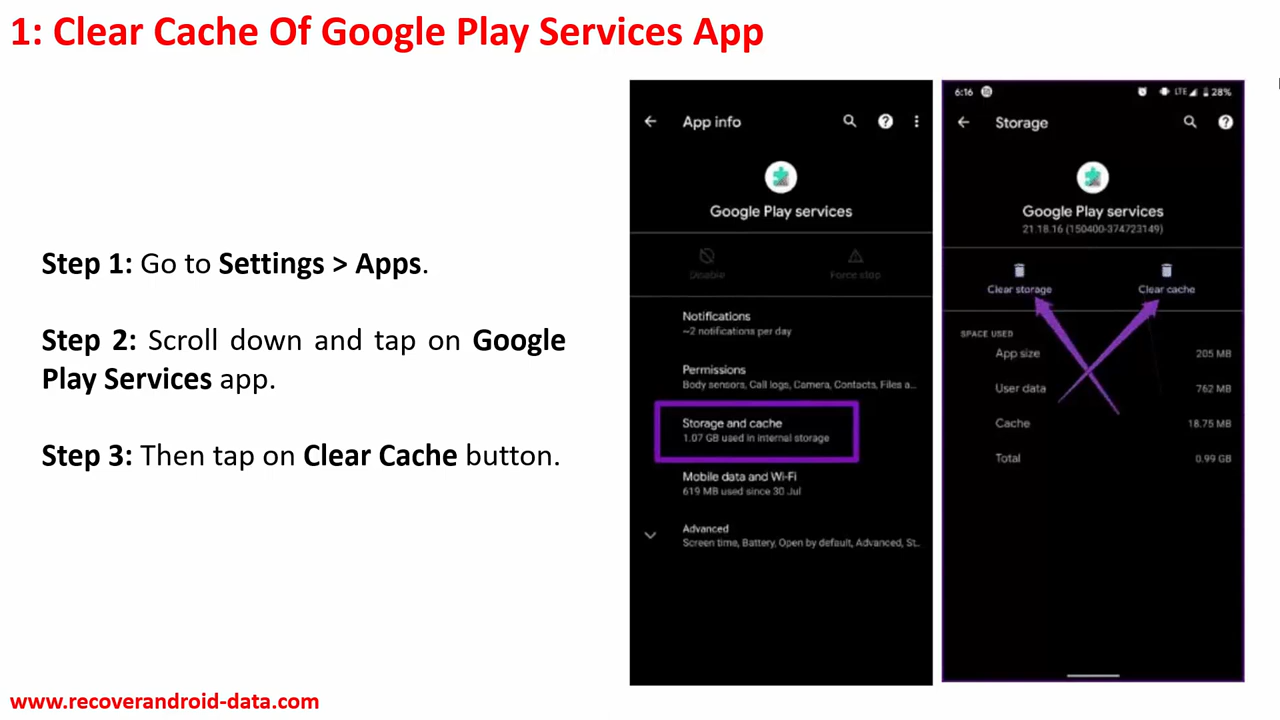 1: Clear Cache Of Google Play Services App
Step 1: Go to Settings > Apps.
Step 2: Scroll down and tap on Google
Play Services app.
Step 3: Then tap on Clear Cache button.
App info
Google Play services
Disable
Force stop
Notifications
~2 notifications per day
Permissions
Body sensors, Call logs, Camera, Contacts, Files a...
Storage and cache
1.07 GB used in internal storage
Mobile data and Wi-Fi
619 MB used since 30 Jul
Advanced
Screen time, Battery, Open by default, Advanced, St...
6:16
LTE 28%
Storage
Google Play services
21.18.16 (150400-374723149)
Clear storage
Clear cache
SPACE USED
App size 205 MB
User data 762 MB
Cache 18.75 MB
Total 0.99 GB
www.recoverandroid-data.com